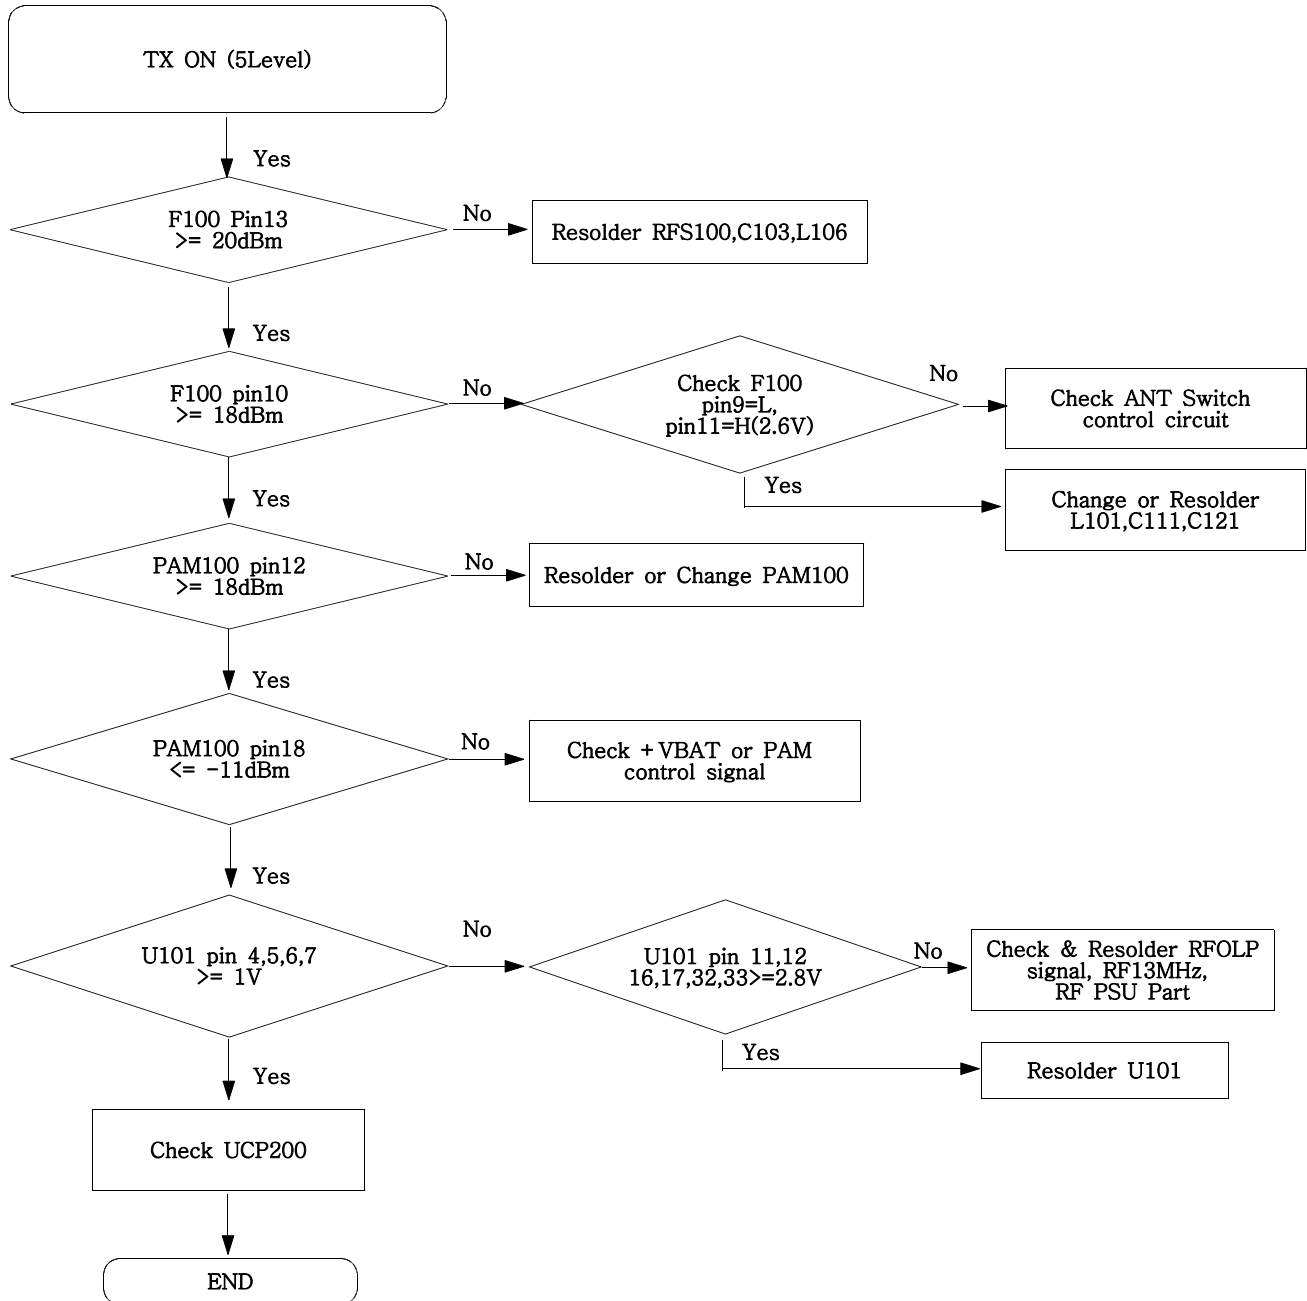 TX ON (5Level)
Yes
F100 Pin13
>= 20dBm
No
Resolder RFS100,C103,L106
Yes
F100 pin10
>= 18dBm
No
Check F100
pin9=L,
pin11=H(2.6V)
No
Check ANT Switch
control circuit
Yes
Change or Resolder
L101,C111,C121
Yes
PAM100 pin12
>= 18dBm
No
Resolder or Change PAM100
Yes
PAM100 pin18
<= -11dBm
No
Check +VBAT or PAM
control signal
Yes
U101 pin 4,5,6,7
>= 1V
No
U101 pin 11,12
16,17,32,33>=2.8V
No
Check & Resolder RFOLP
signal, RF13MHz,
RF PSU Part
Yes
Resolder U101
Yes
Check UCP200
END